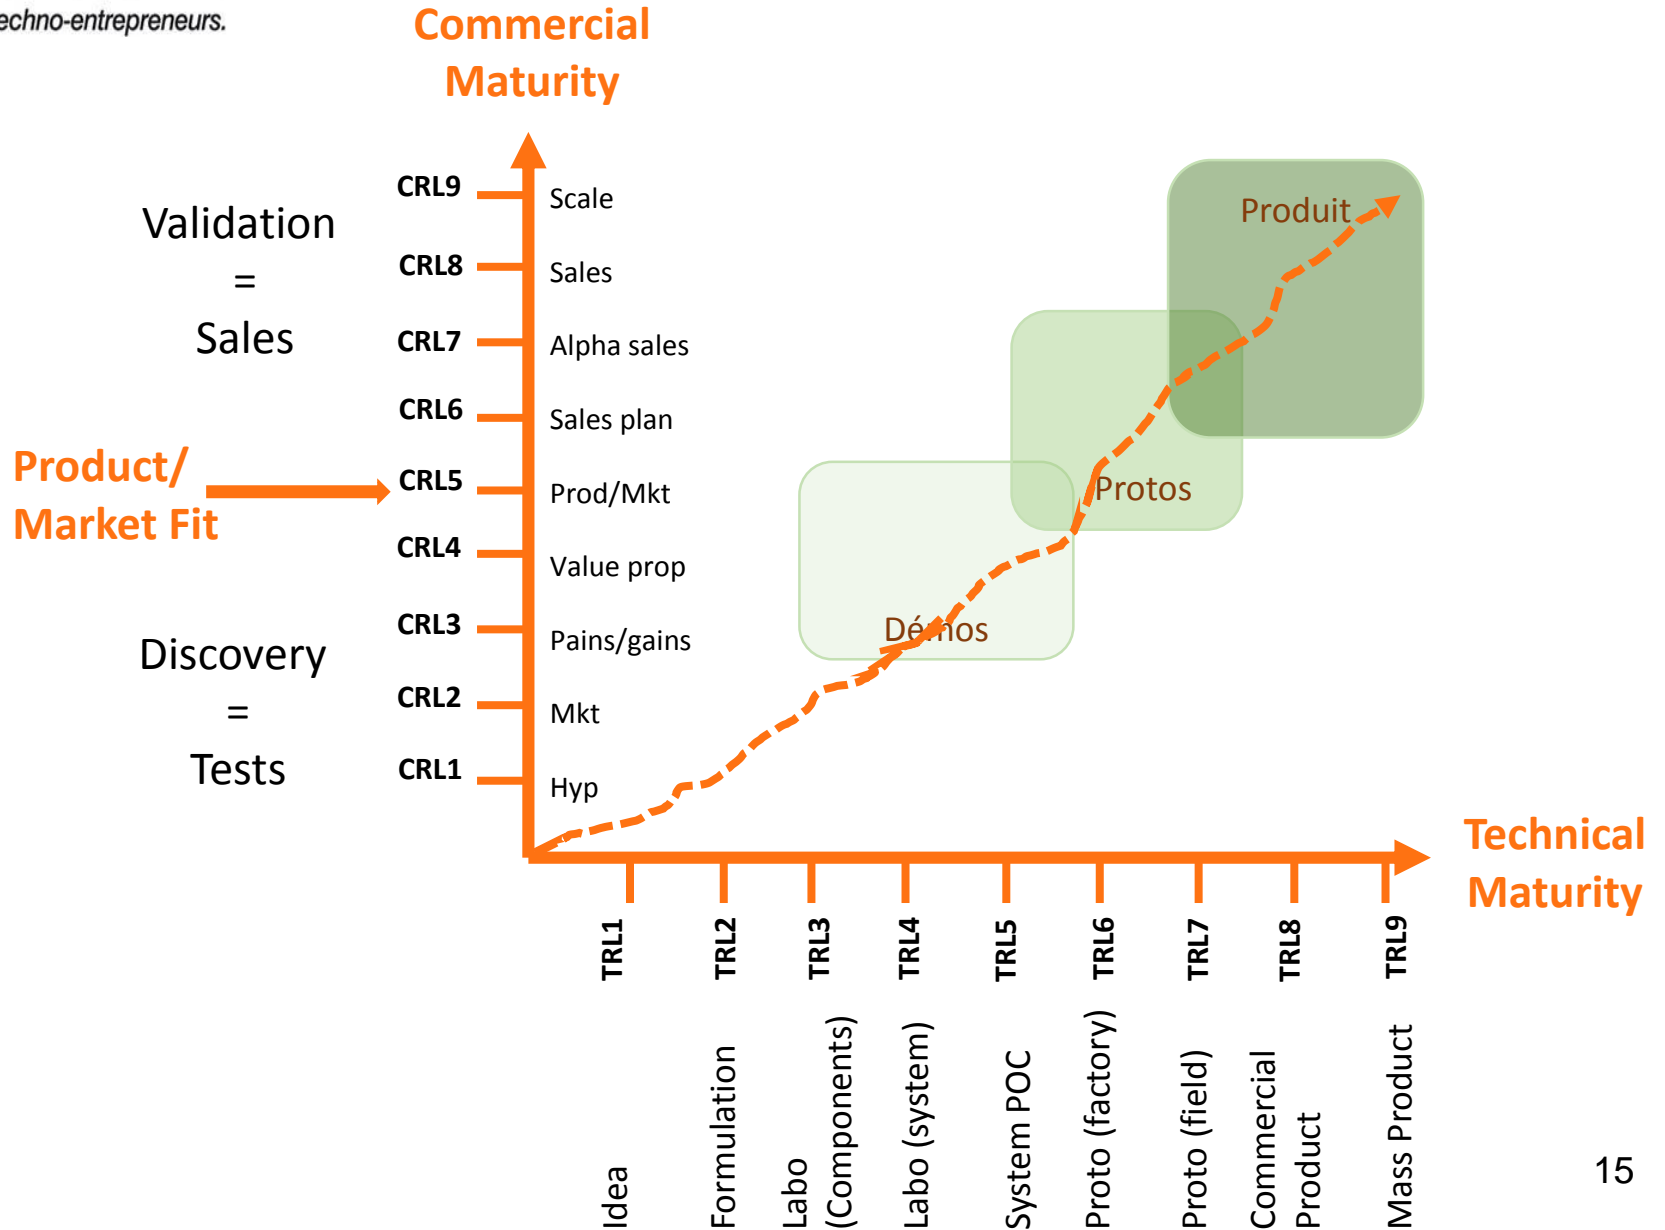 techno-entrepreneurs.
Commercial
Maturity
Validation
=
Sales
Product/
Market Fit
Discovery
=
Tests
CRL9 Scale
CRL8 Sales
CRL7 Alpha sales
CRL6 Sales plan
CRL5 Prod/Mkt
CRL4 Value prop
CRL3 Pains/gains
CRL2 Mkt
CRL1 Hyp
Produit
Protos
Démos
Technical
Maturity
TRL1
TRL2
TRL3
TRL4
TRL5
TRL6
TRL7
TRL8
TRL9
Idea
Formulation
Labo
(Components)
Labo (system)
System POC
Proto (factory)
Proto (field)
Commercial
Product
Mass Product
15